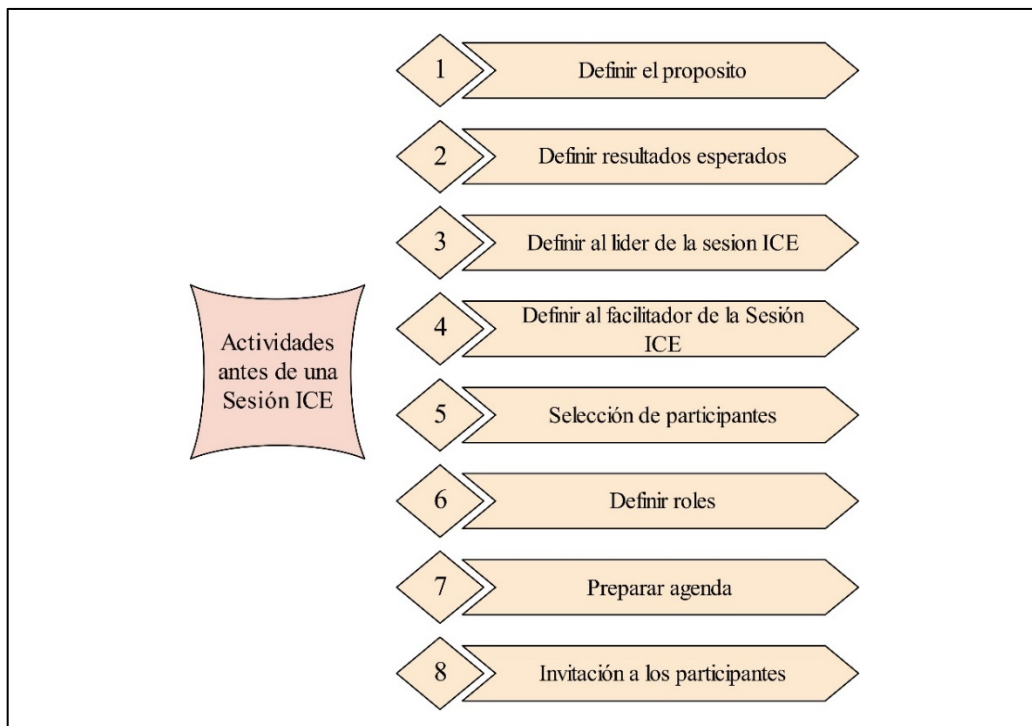 1
Definir el proposito
2
Definir resultados esperados
3
Definir al lider de la sesion ICE
Actividades
antes de una
Sesión ICE
4
Definir al facilitador de la Sesión
ICE
5
Selección de participantes
6
Definir roles
7
Preparar agenda
8
Invitación a los participantes